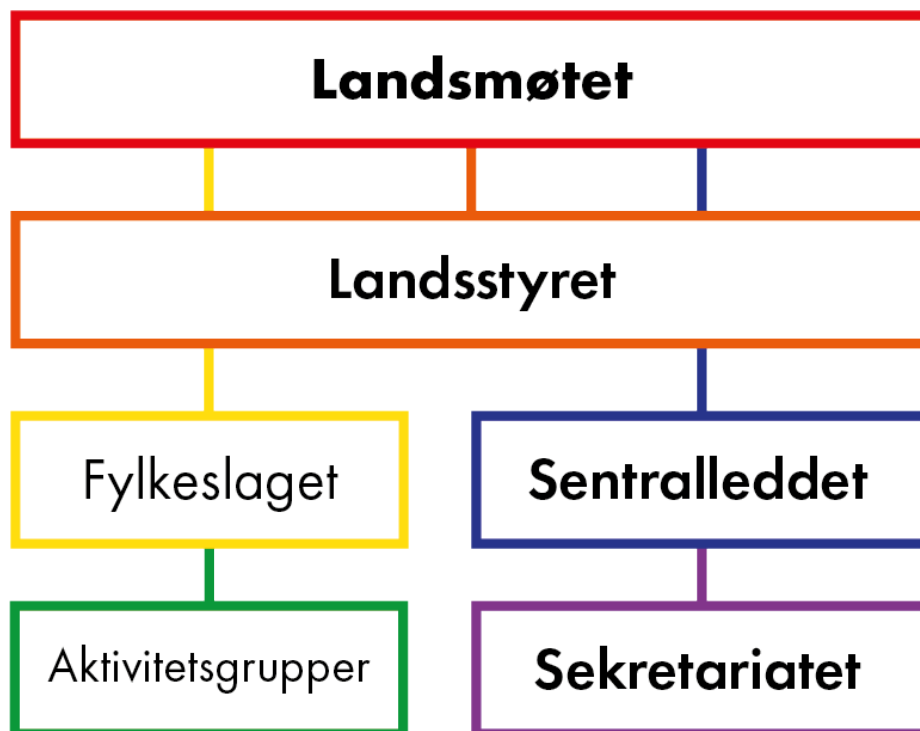 Landsmøtet
Landsstyret
Fylkeslaget
Sentralleddet
Aktivitetsgrupper
Sekretariatet